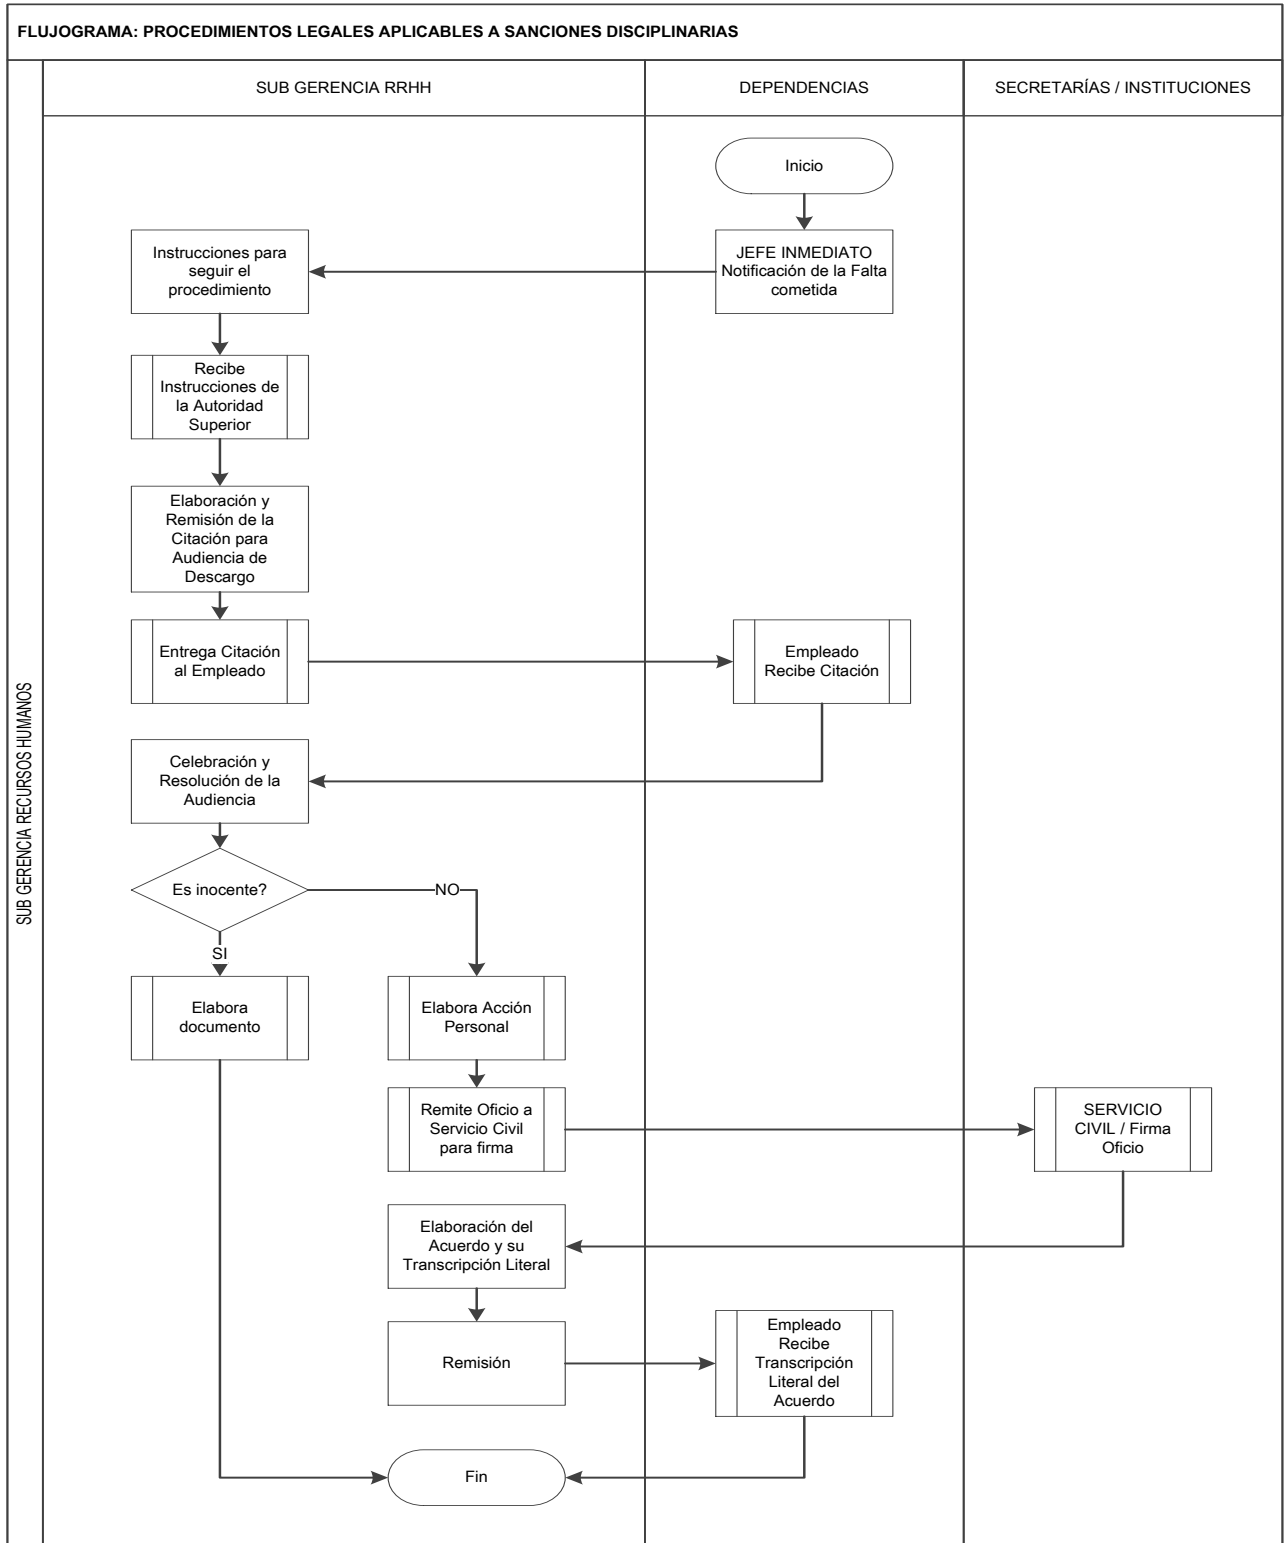 FLUJOGRAMA: PROCEDIMIENTOS LEGALES APLICABLES A SANCIONES DISCIPLINARIAS
SUB GERENCIA RECURSOS HUMANOS
SUB GERENCIA RRHH
DEPENDENCIAS
SECRETARÍAS / INSTITUCIONES
Inicio
JEFE INMEDIATO
Notificación de la Falta
cometida
Instrucciones para
seguir el
procedimiento
Recibe
Instrucciones de
la Autoridad
Superior
Elaboración y
Remisión de la
Citación para
Audiencia de
Descargo
Entrega Citación
al Empleado
Empleado
Recibe Citación
Celebración y
Resolución de la
Audiencia
Es inocente?
NO
SI
Elabora
documento
Elabora Acción
Personal
Remite Oficio a
Servicio Civil
para firma
SERVICIO
CIVIL / Firma
Oficio
Elaboración del
Acuerdo y su
Transcripción Literal
Remisión
Empleado
Recibe
Transcripción
Literal del
Acuerdo
Fin